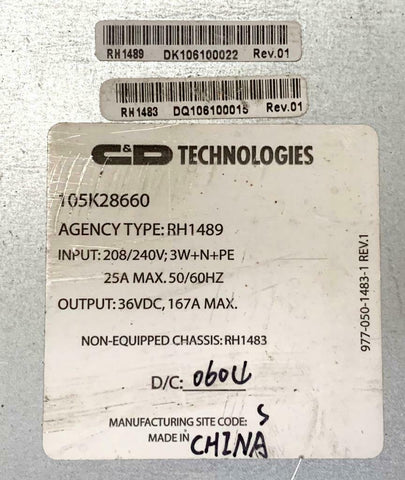 RH1489 DK106100022 Rev.01
RH1483 DQ106100015 Rev.01
C&D TECHNOLOGIES
105K28660
AGENCY TYPE: RH1489
INPUT: 208/240V; 3W+N+PE
25A MAX. 50/60HZ
OUTPUT: 36VDC, 167A MAX.
NON-EQUIPPED CHASSIS: RH1483
D/C: 0604
MANUFACTURING SITE CODE: S
MADE IN CHINA
977-050-1483-1 REV.1